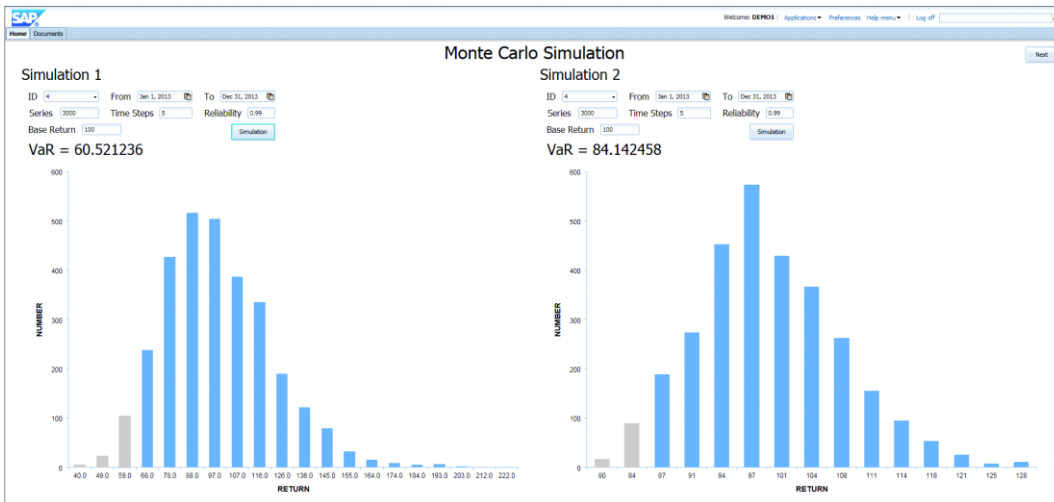 SAP
Welcome: DEMO1 | Applications Preferences Help menu | Log off
Home Documents
Monte Carlo Simulation
Next
Simulation 1
ID 4 From Jan 1, 2013 To Dec 31, 2013
Series 3000 Time Steps 5 Reliability 0.99
Base Return 100 Simulation
VaR = 60.521236
600
500
400
300
200
100
0
NUMBER
40.0 49.0 59.0 68.0 78.0 88.0 97.0 107.0 116.0 126.0 136.0 145.0 155.0 164.0 174.0 184.0 193.0 203.0 212.0 222.0
RETURN
Simulation 2
ID 4 From Jan 1, 2013 To Dec 31, 2013
Series 3000 Time Steps 5 Reliability 0.99
Base Return 100 Simulation
VaR = 84.142458
600
500
400
300
200
100
0
NUMBER
80 84 87 91 94 97 101 104 108 111 114 118 121 125 128
RETURN